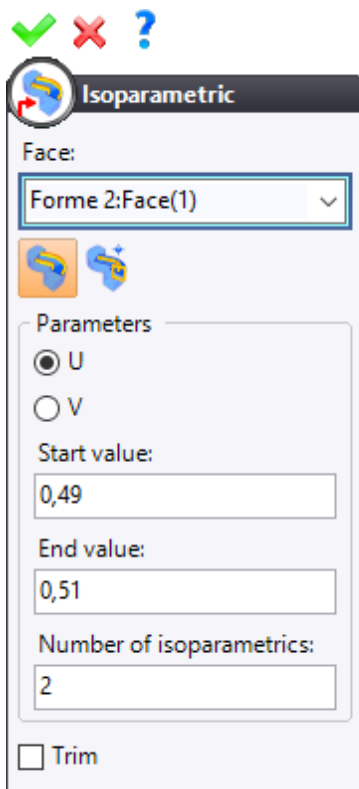 ?
Isoparametric
Face:
Forme 2:Face(1)
Parameters
U
V
Start value:
0,49
End value:
0,51
Number of isoparametrics:
2
Trim